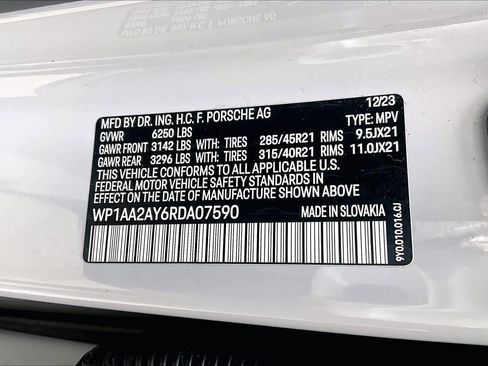 MFD BY DR. ING. H.C. F. PORSCHE AG 12/23
GVWR 6250 LBS TYPE: MPV
GAWR FRONT 3142 LBS WITH TIRES 285/45R21 RIMS 9.5JX21
GAWR REAR 3296 LBS WITH TIRES 315/40R21 RIMS 11.0JX21
THIS VEHICLE CONFORMS TO ALL APPLICABLE U.S.
FEDERAL MOTOR VEHICLE SAFETY STANDARDS IN
EFFECT ON THE DATE OF MANUFACTURE SHOWN ABOVE
WP1AA2AY6RDA07590 MADE IN SLOVAKIA
9Y0.010.016.CJ